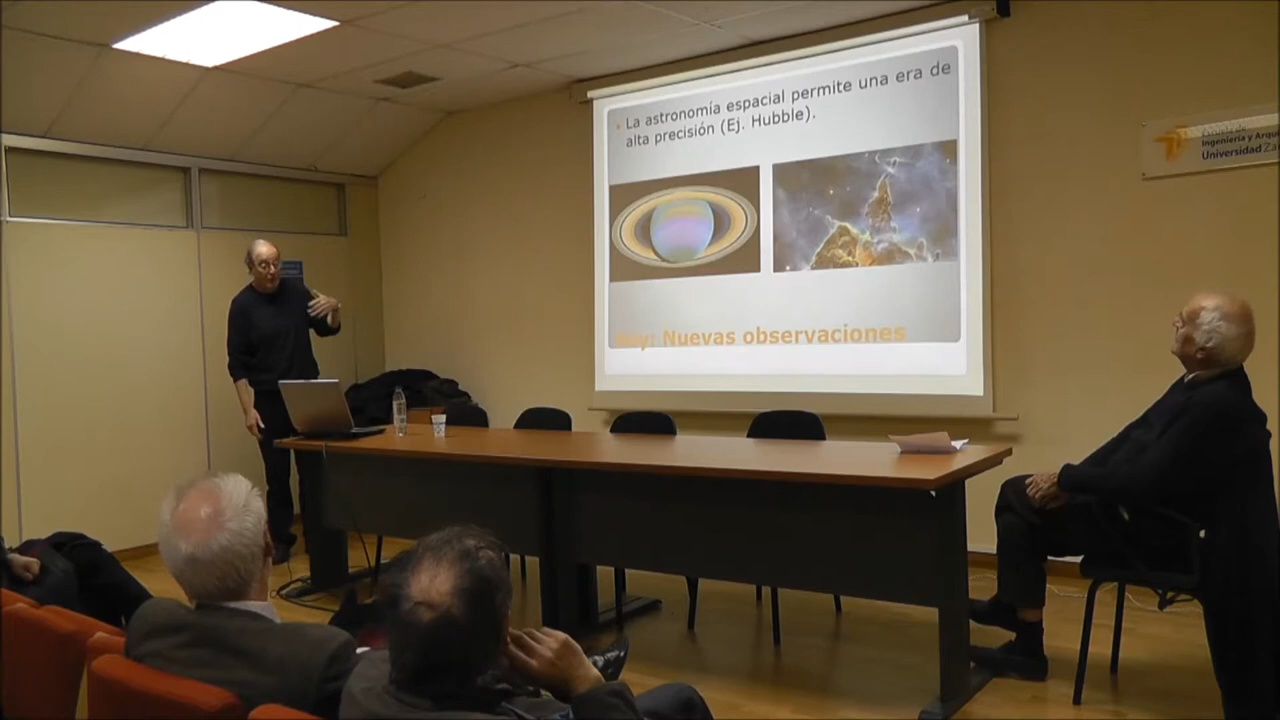 La astronomía espacial permite una era de
alta precisión (Ej. Hubble).
Hoy: Nuevas observaciones
Escuela de
Ingeniería y Arqu
Universidad Za